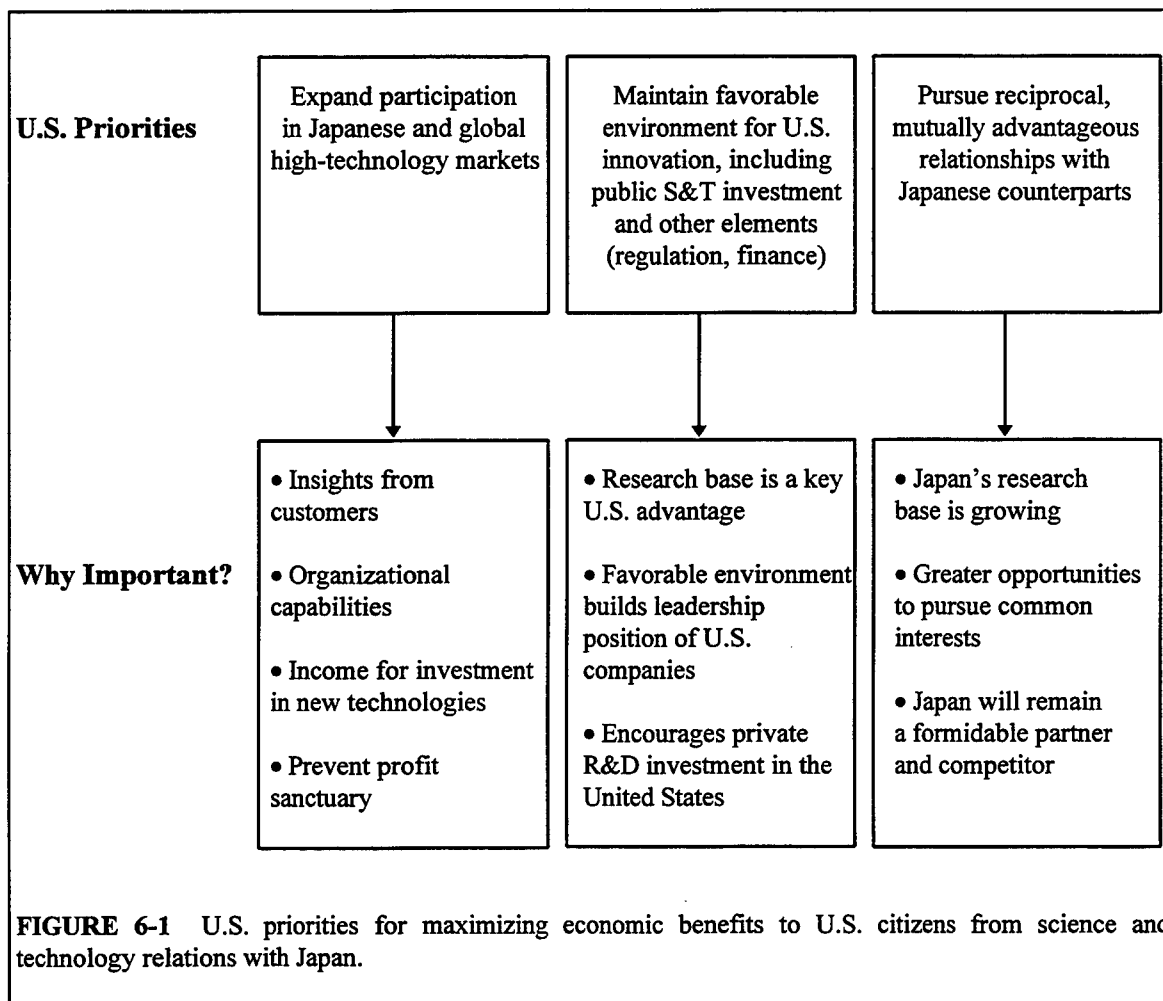 U.S. Priorities
Expand participation
in Japanese and global
high-technology markets
Maintain favorable
environment for U.S.
innovation, including
public S&T investment
and other elements
(regulation, finance)
Pursue reciprocal,
mutually advantageous
relationships with
Japanese counterparts
Why Important?
• Insights from
customers
• Organizational
capabilities
• Income for investment
in new technologies
• Prevent profit
sanctuary
• Research base is a key
U.S. advantage
• Favorable environment
builds leadership
position of U.S.
companies
• Encourages private
R&D investment in the
United States
• Japan's research
base is growing
• Greater opportunities
to pursue common
interests
• Japan will remain
a formidable partner
and competitor
FIGURE 6-1 U.S. priorities for maximizing economic benefits to U.S. citizens from science and
technology relations with Japan.